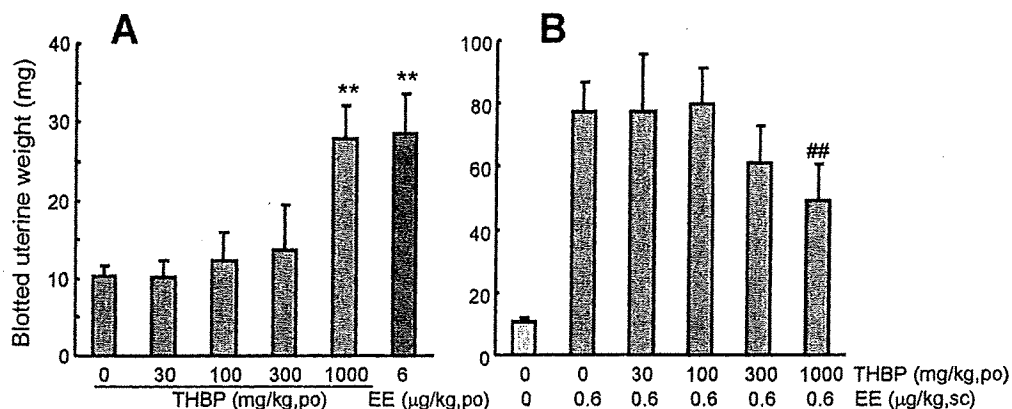 A
B
Blotted uterine weight (mg)
40
30
20
10
0
** **
0 30 100 300 1000 6
THBP (mg/kg,po) EE (µg/kg,po)
100
80
60
40
20
0
##
0 0 30 100 300 1000 THBP (mg/kg,po)
0 0.6 0.6 0.6 0.6 0.6 EE (µg/kg,sc)